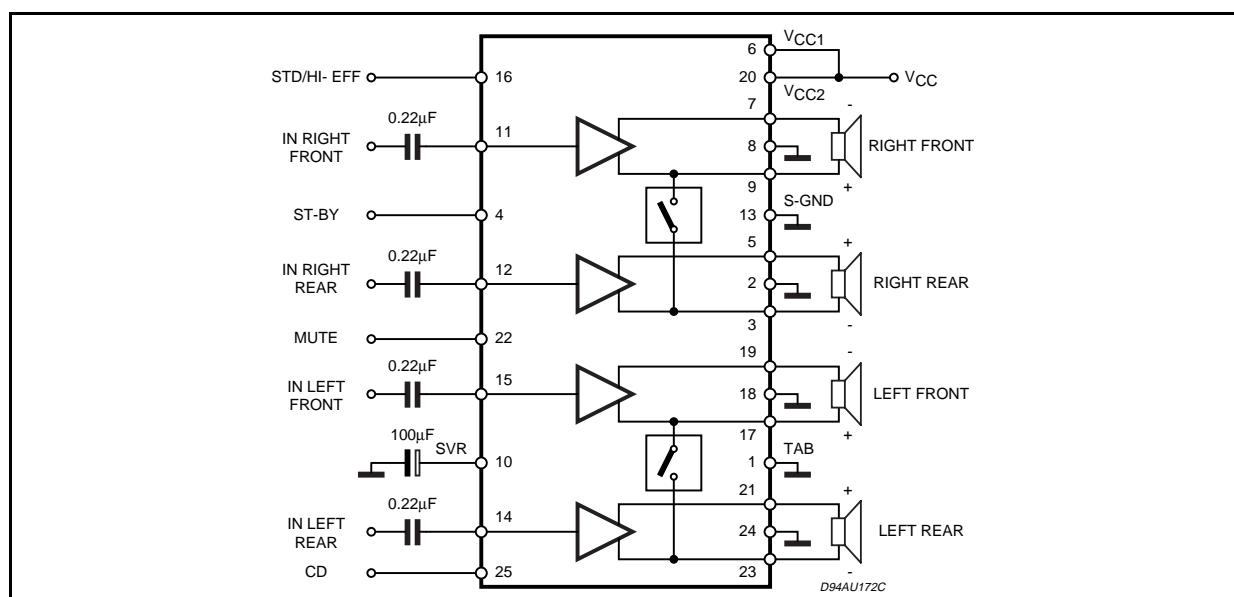 6
VCC1
STD/HI- EFF
16
20
VCC
VCC2
7
-
0.22µF
11
IN RIGHT
FRONT
8
RIGHT FRONT
9
+
S-GND
ST-BY
4
13
5
+
0.22µF
12
IN RIGHT
REAR
2
RIGHT REAR
3
-
MUTE
22
19
-
0.22µF
15
IN LEFT
FRONT
18
LEFT FRONT
17
+
100µF
SVR
TAB
10
1
21
+
0.22µF
14
IN LEFT
REAR
24
LEFT REAR
CD
25
23
-
D94AU172C